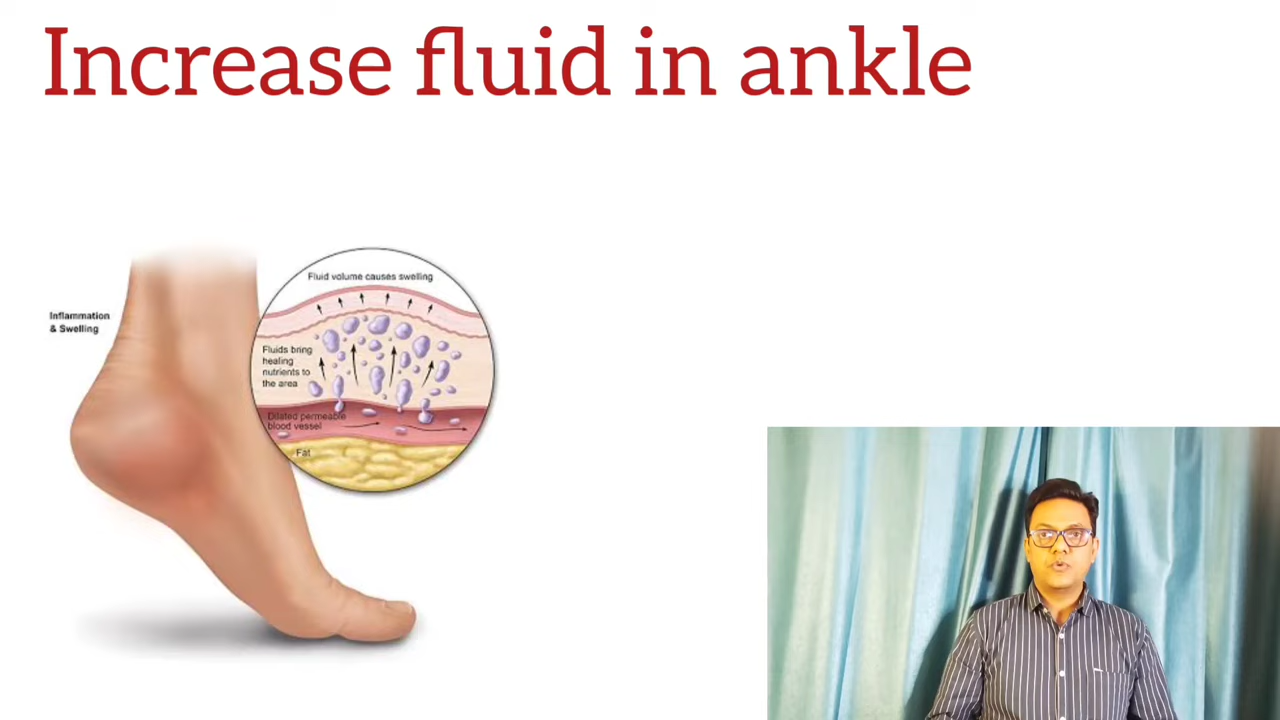 Increase fluid in ankle
Inflammation
& Swelling
Fluid volume causes swelling
Fluids bring
healing
nutrients to
the area
Dilated permeable
blood vessel
Fat